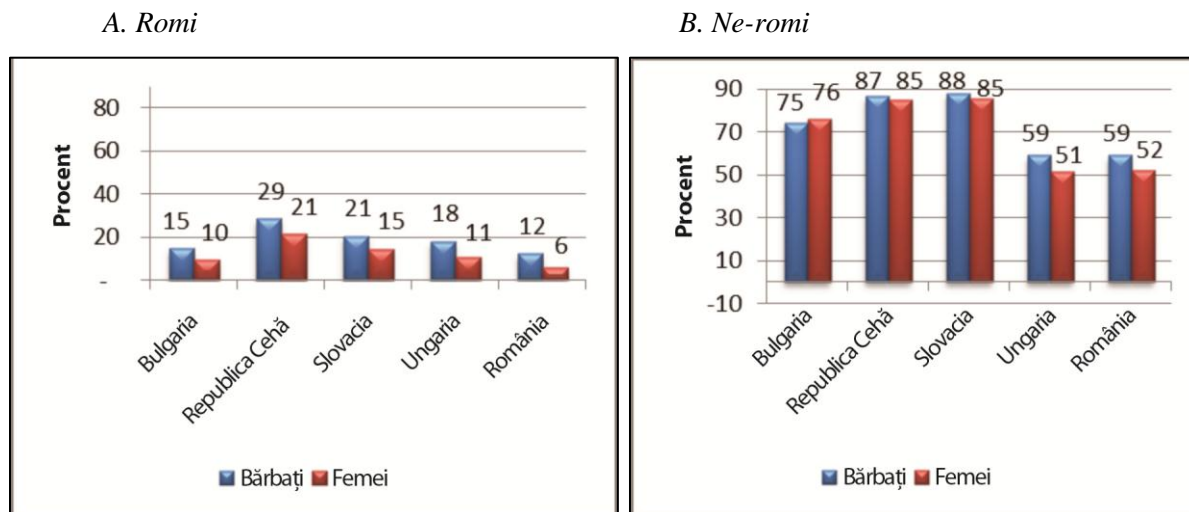 A. Romi
Procent
80
60
40
20
-
15
10
29
21
21
15
18
11
12
6
Bulgaria
Republica Cehă
Slovacia
Ungaria
România
Bărbați Femei
B. Ne-romi
Procent
90
70
50
30
10
-10
75
76
87
85
88
85
59
51
59
52
Bulgaria
Republica Cehă
Slovacia
Ungaria
România
Bărbați Femei